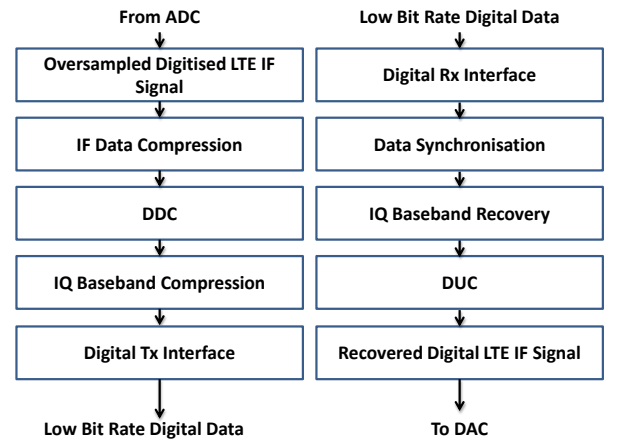 From ADC
Oversampled Digitised LTE IF
Signal
IF Data Compression
DDC
IQ Baseband Compression
Digital Tx Interface
Low Bit Rate Digital Data
Low Bit Rate Digital Data
Digital Rx Interface
Data Synchronisation
IQ Baseband Recovery
DUC
Recovered Digital LTE IF Signal
To DAC